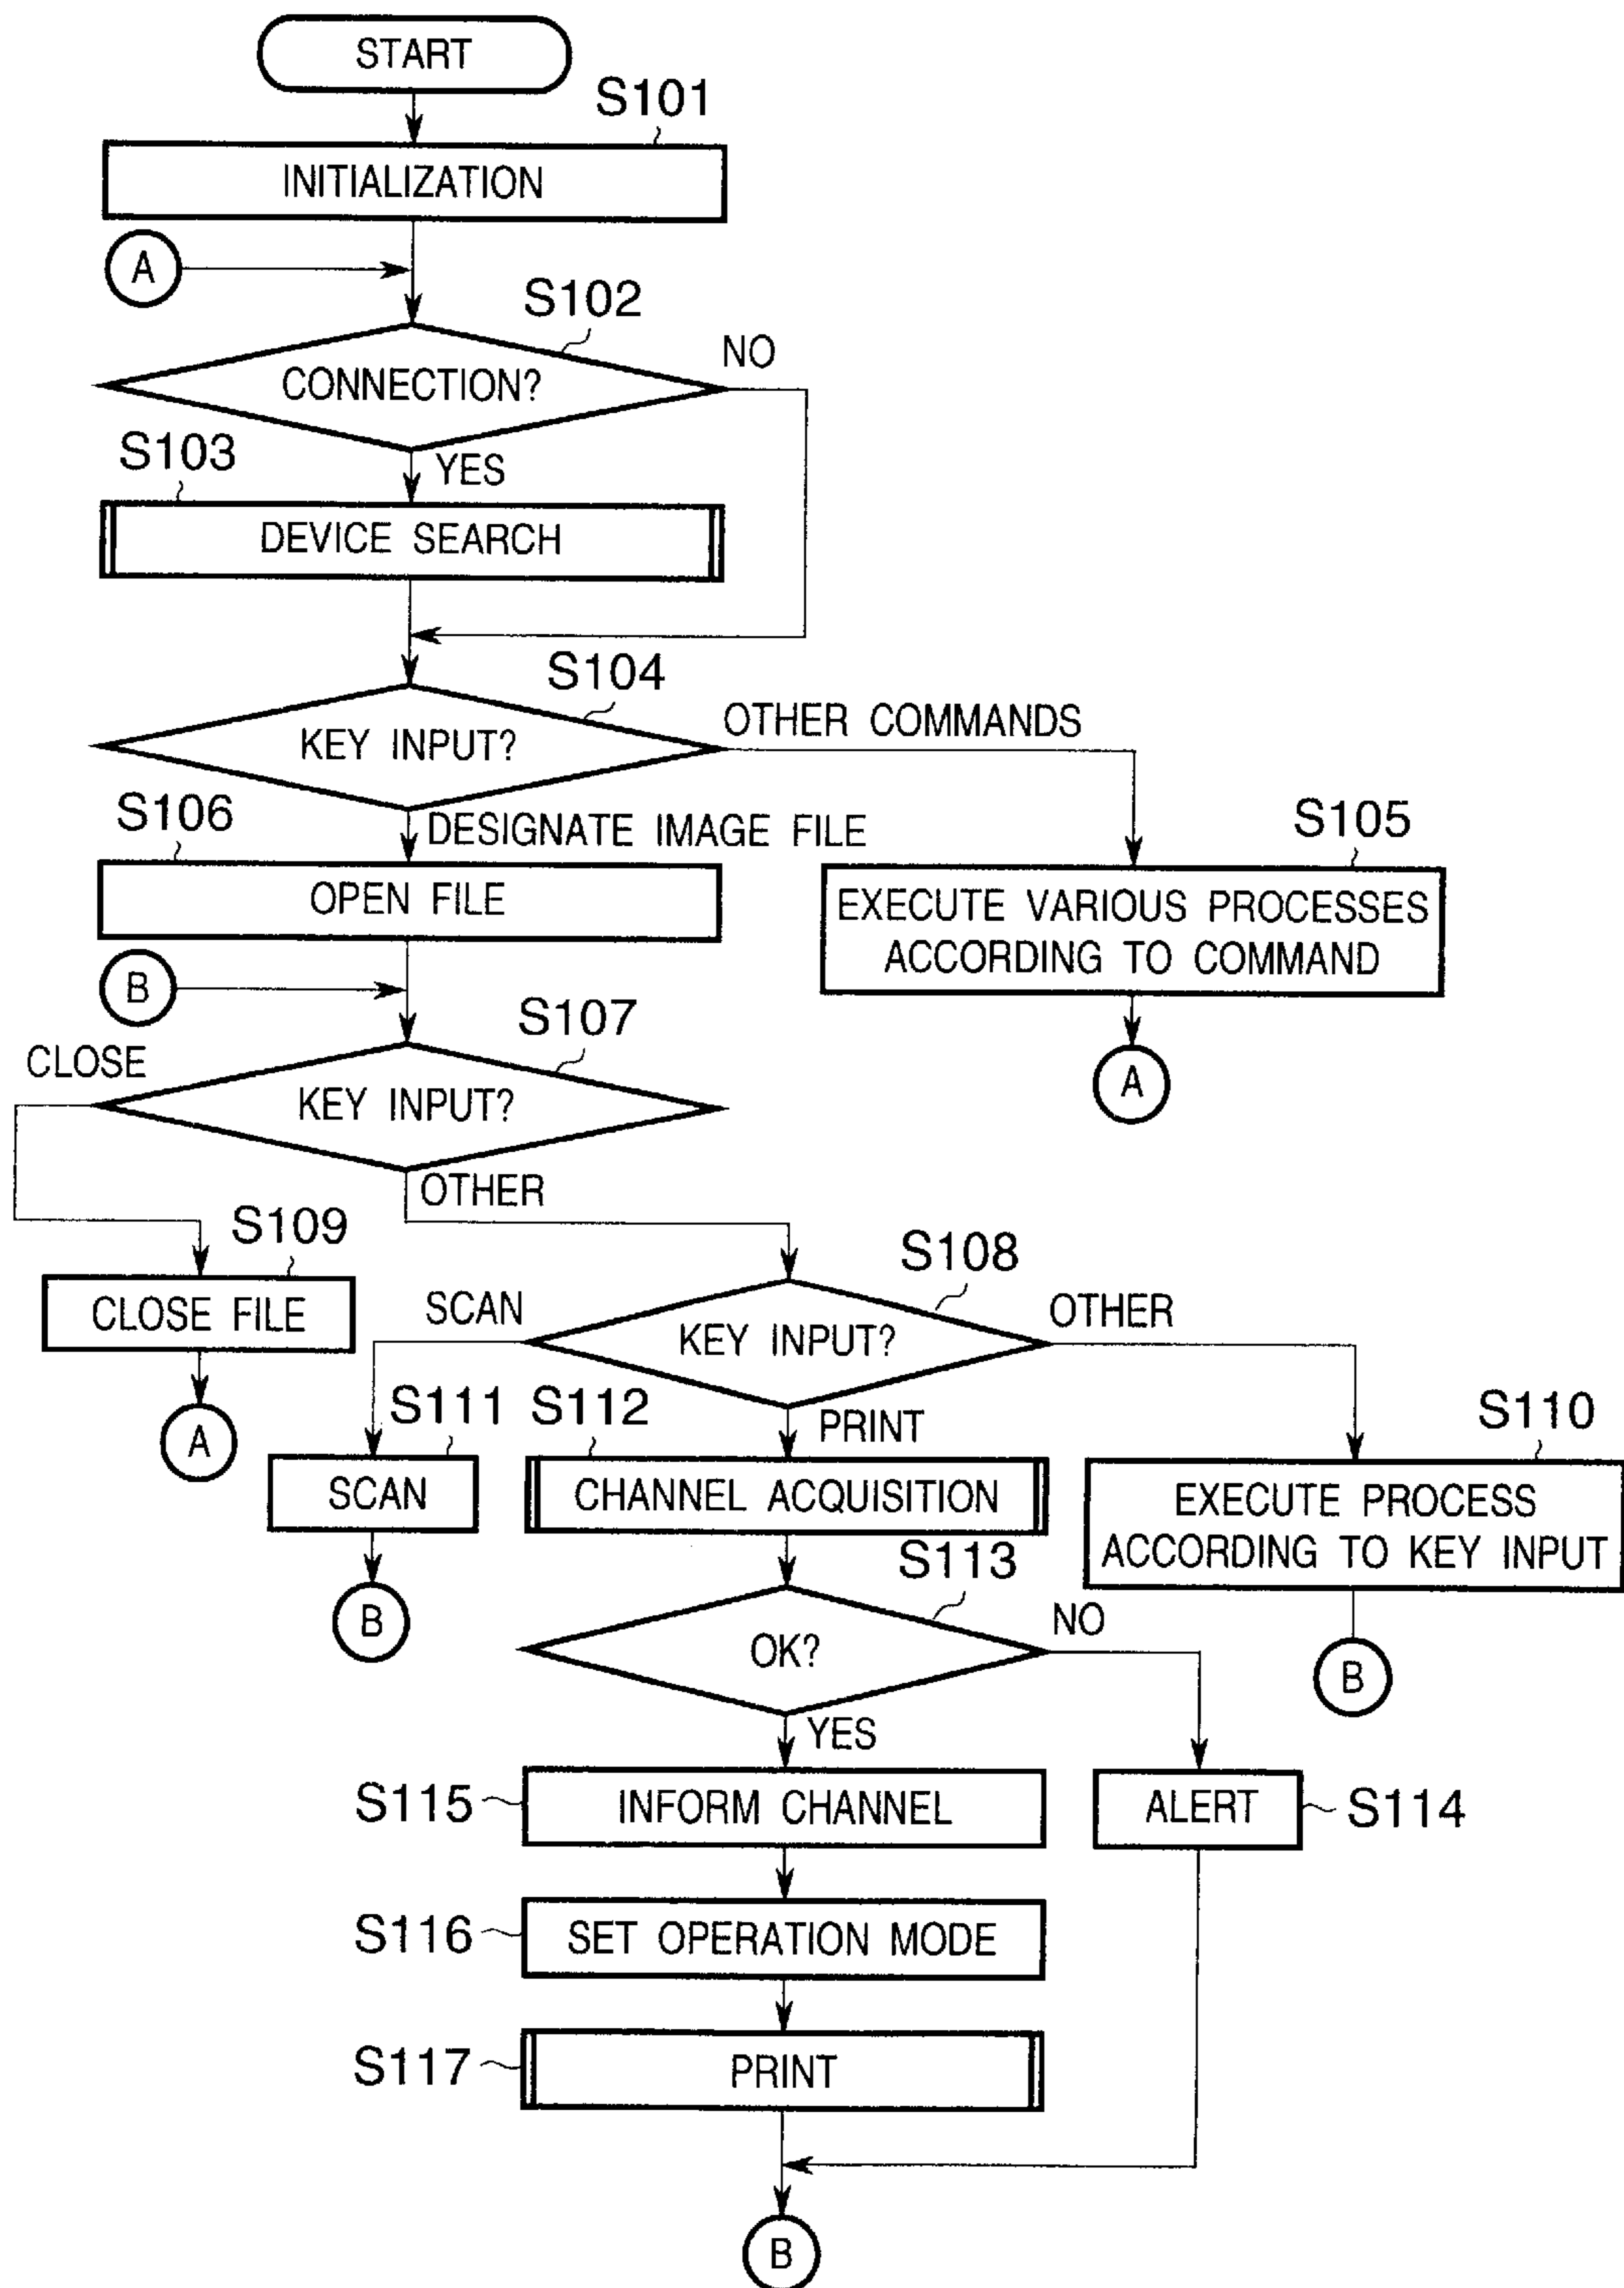 START
S101
INITIALIZATION
A
S102
CONNECTION?
NO
S103
YES
DEVICE SEARCH
S104
KEY INPUT?
OTHER COMMANDS
S106
DESIGNATE IMAGE FILE
OPEN FILE
S105
EXECUTE VARIOUS PROCESSES
ACCORDING TO COMMAND
A
B
S107
CLOSE
KEY INPUT?
OTHER
S109
CLOSE FILE
A
S108
SCAN
KEY INPUT?
OTHER
S111
SCAN
B
S112
PRINT
CHANNEL ACQUISITION
S110
EXECUTE PROCESS
ACCORDING TO KEY INPUT
B
S113
OK?
NO
YES
S115
INFORM CHANNEL
ALERT
S114
S116
SET OPERATION MODE
S117
PRINT
B